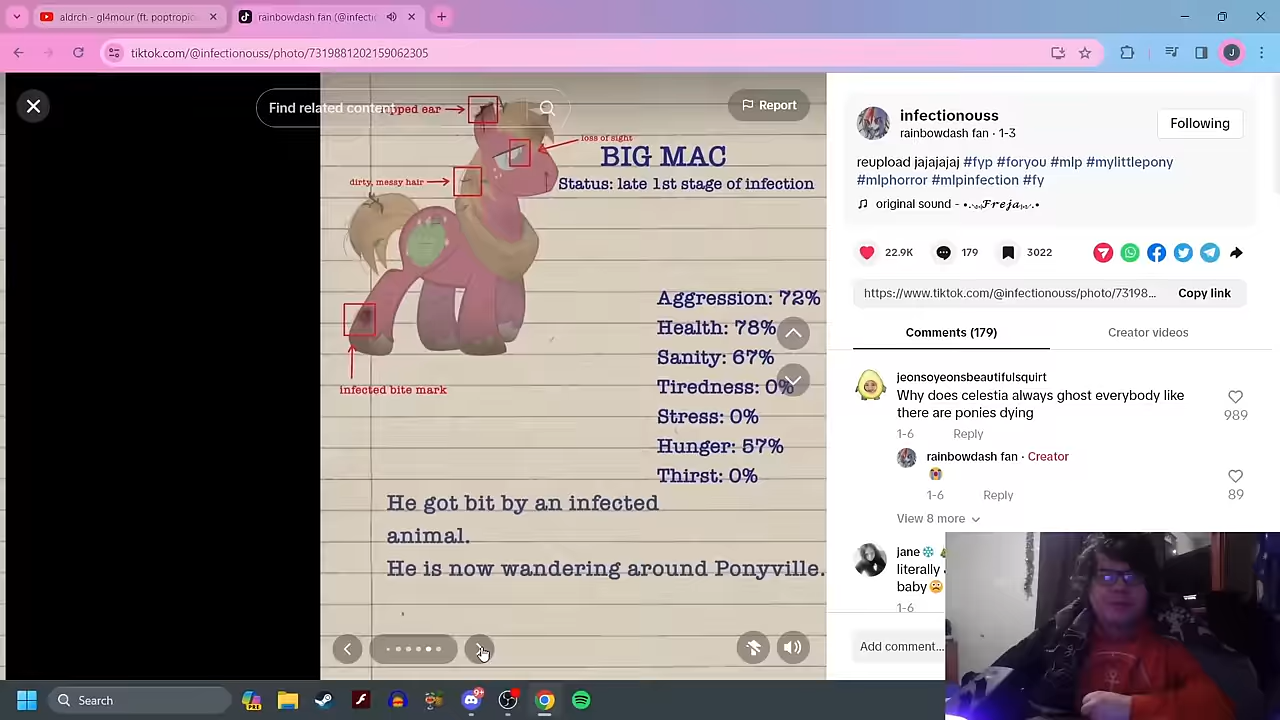 aldrch - gl4mour (ft. poptropic
rainbowdash fan (@infecti
tiktok.com/@infectionouss/photo/7319881202159062305
J
Find related content
pped ear
Report
loss of sight
BIG MAC
dirty, messy hair
Status: late 1st stage of infection
Aggression: 72%
Health: 78%
Sanity: 67%
Tiredness: 0%
Stress: 0%
Hunger: 57%
Thirst: 0%
infected bite mark
He got bit by an infected
animal.
He is now wandering around Ponyville.
infectionouss
rainbowdash fan · 1-3
Following
reupload jajajajaj #fyp #foryou #mlp #mylittlepony
#mlphorror #mlpinfection #fy
original sound - •.𝓕𝓻𝓮𝓳𝓪.•
22.9K
179
3022
https://www.tiktok.com/@infectionouss/photo/73198...
Copy link
Comments (179)
Creator videos
jeonsoyeonsbeautifulsquirt
Why does celestia always ghost everybody like
there are ponies dying
989
1-6
Reply
rainbowdash fan · Creator
1-6
Reply
89
View 8 more
jane
literally
baby
1-6
Add comment...
Search
PRE
9+